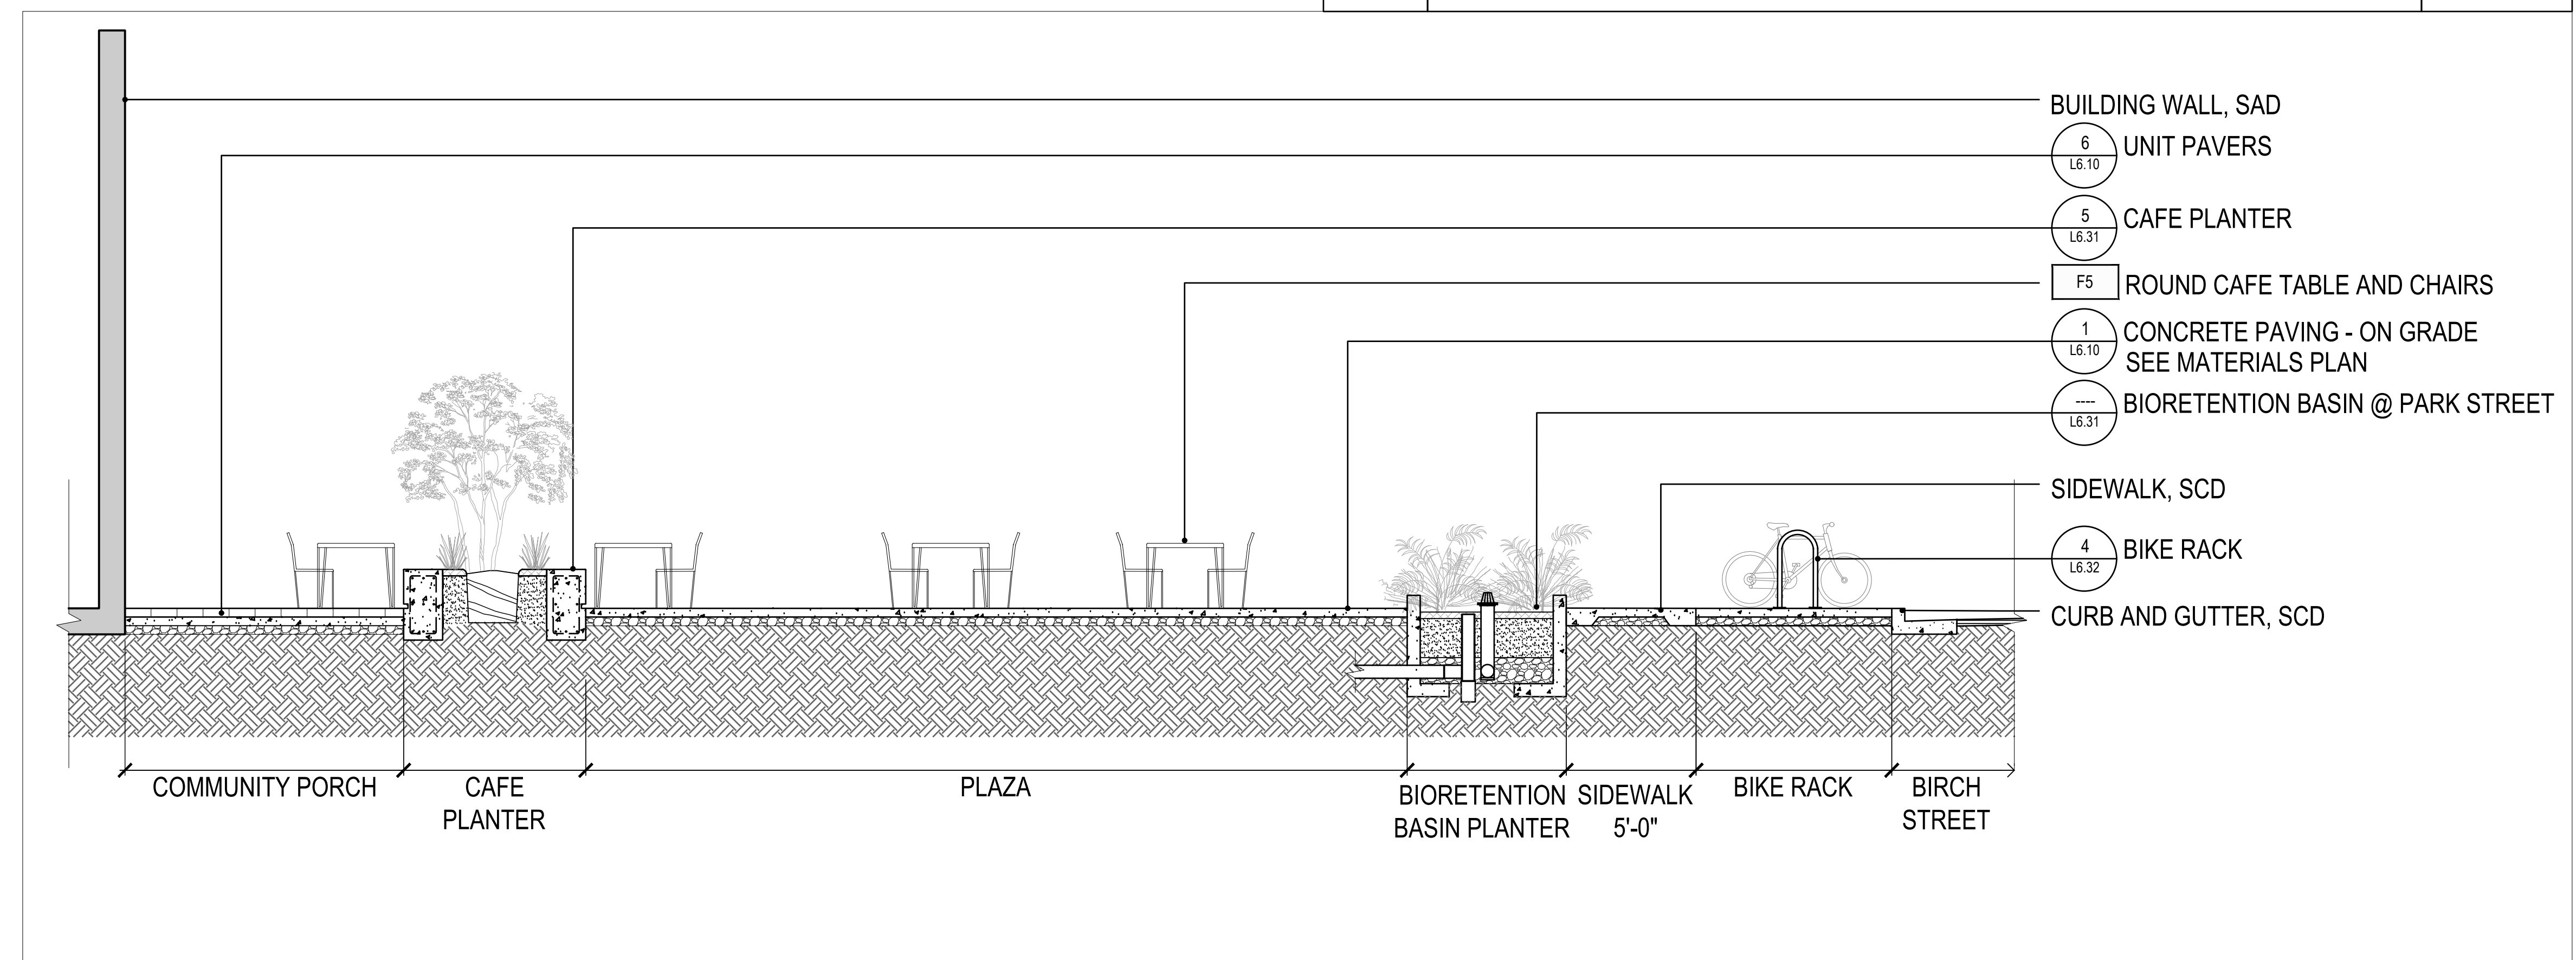 BUILDING WALL, SAD
6
L6.10
UNIT PAVERS
5
L6.31
CAFE PLANTER
F5
ROUND CAFE TABLE AND CHAIRS
1
L6.10
CONCRETE PAVING - ON GRADE
SEE MATERIALS PLAN
----
L6.31
BIORETENTION BASIN @ PARK STREET
SIDEWALK, SCD
4
L6.32
BIKE RACK
CURB AND GUTTER, SCD
COMMUNITY PORCH
CAFE
PLANTER
PLAZA
BIORETENTION
BASIN PLANTER
SIDEWALK
5'-0"
BIKE RACK
BIRCH
STREET